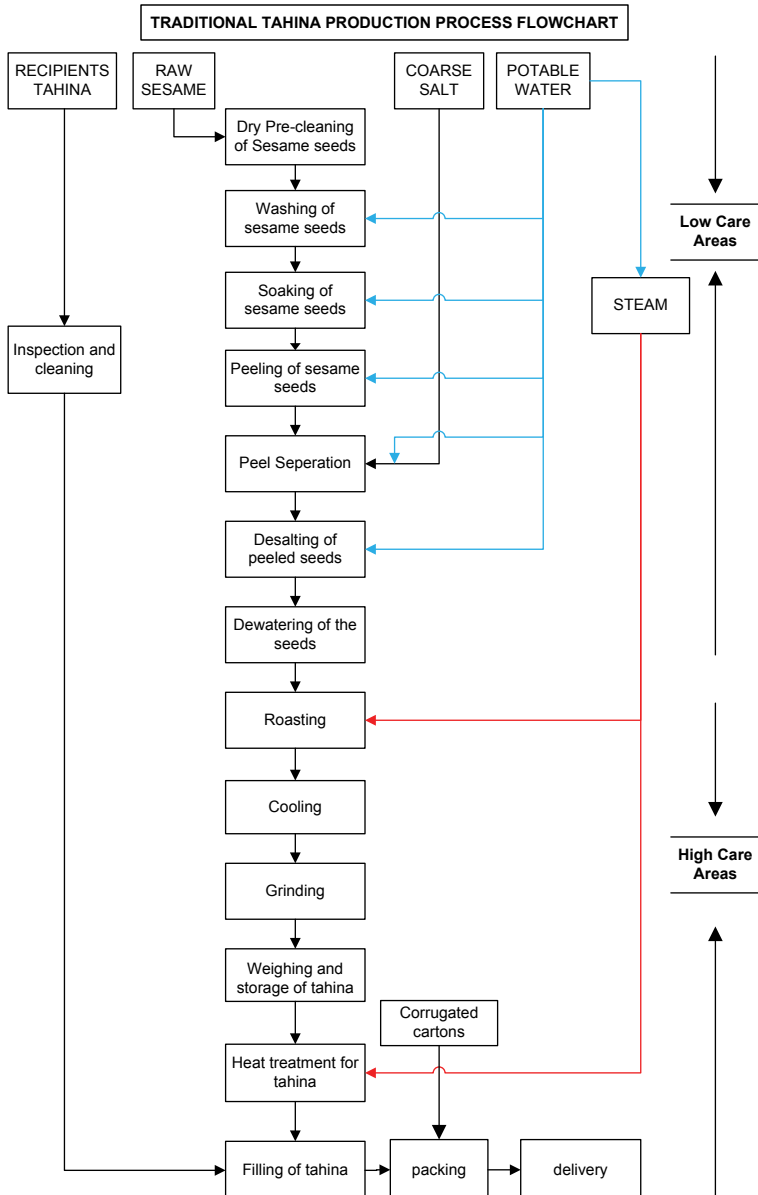 TRADITIONAL TAHINA PRODUCTION PROCESS FLOWCHART
RECIPIENTS
TAHINA
RAW
SESAME
COARSE
SALT
POTABLE
WATER
Dry Pre-cleaning
of Sesame seeds
Washing of
sesame seeds
Low Care
Areas
Soaking of
sesame seeds
STEAM
Inspection and
cleaning
Peeling of sesame
seeds
Peel Seperation
Desalting of
peeled seeds
Dewatering of the
seeds
Roasting
Cooling
High Care
Areas
Grinding
Weighing and
storage of tahina
Corrugated
cartons
Heat treatment for
tahina
Filling of tahina
packing
delivery